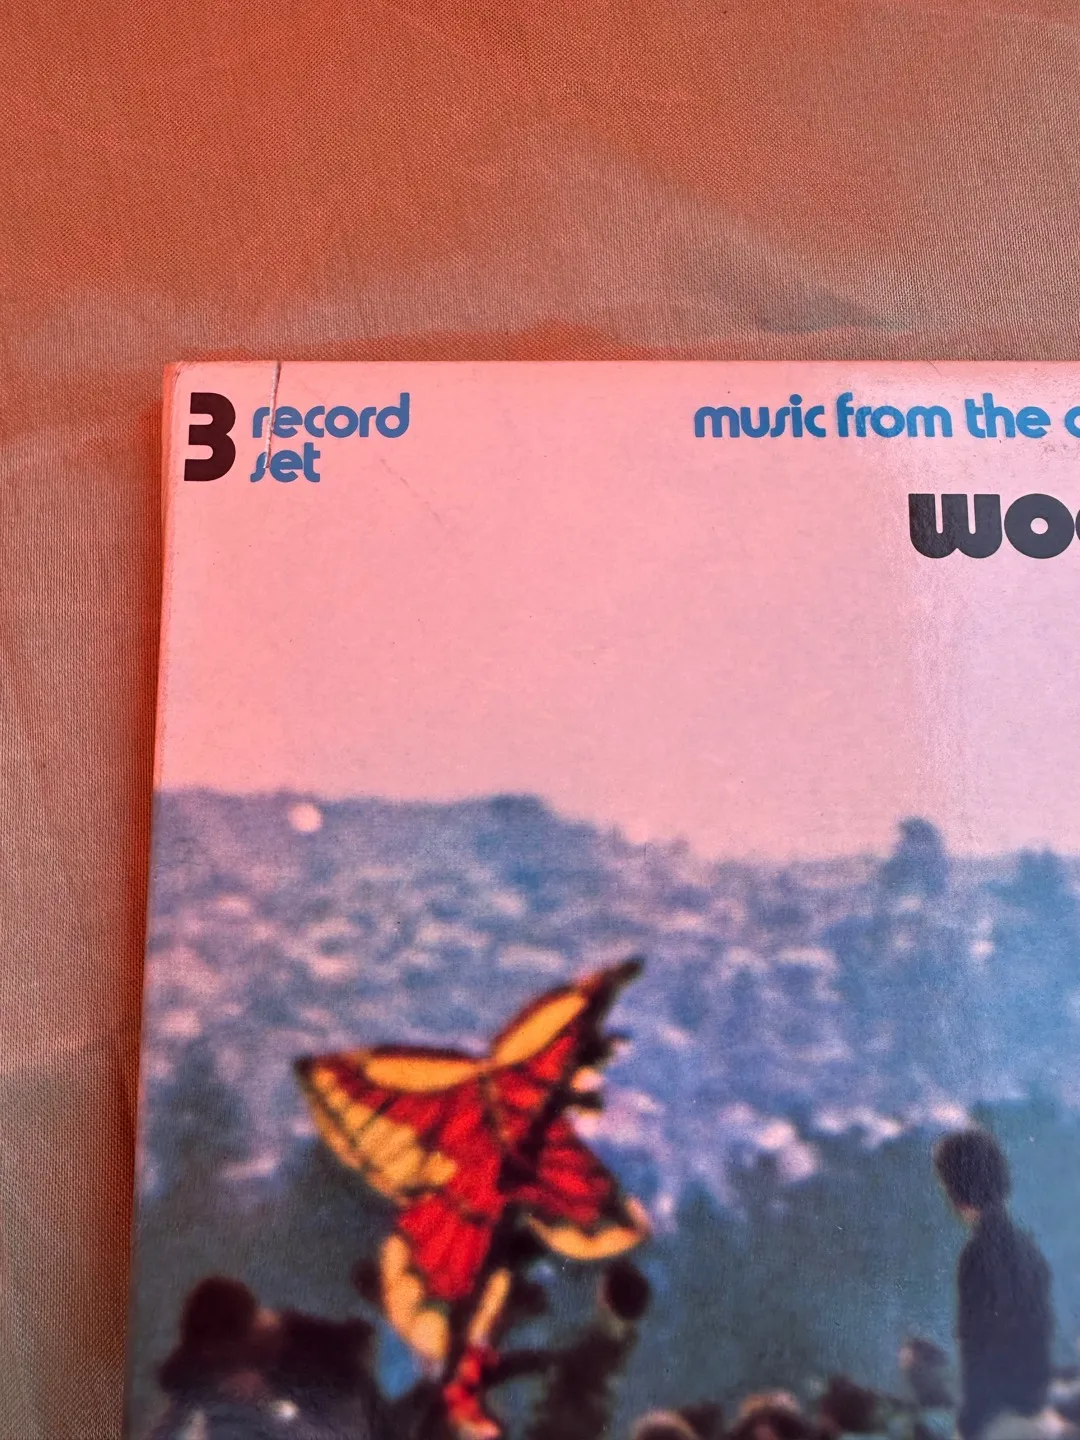 3 record
set
music from the